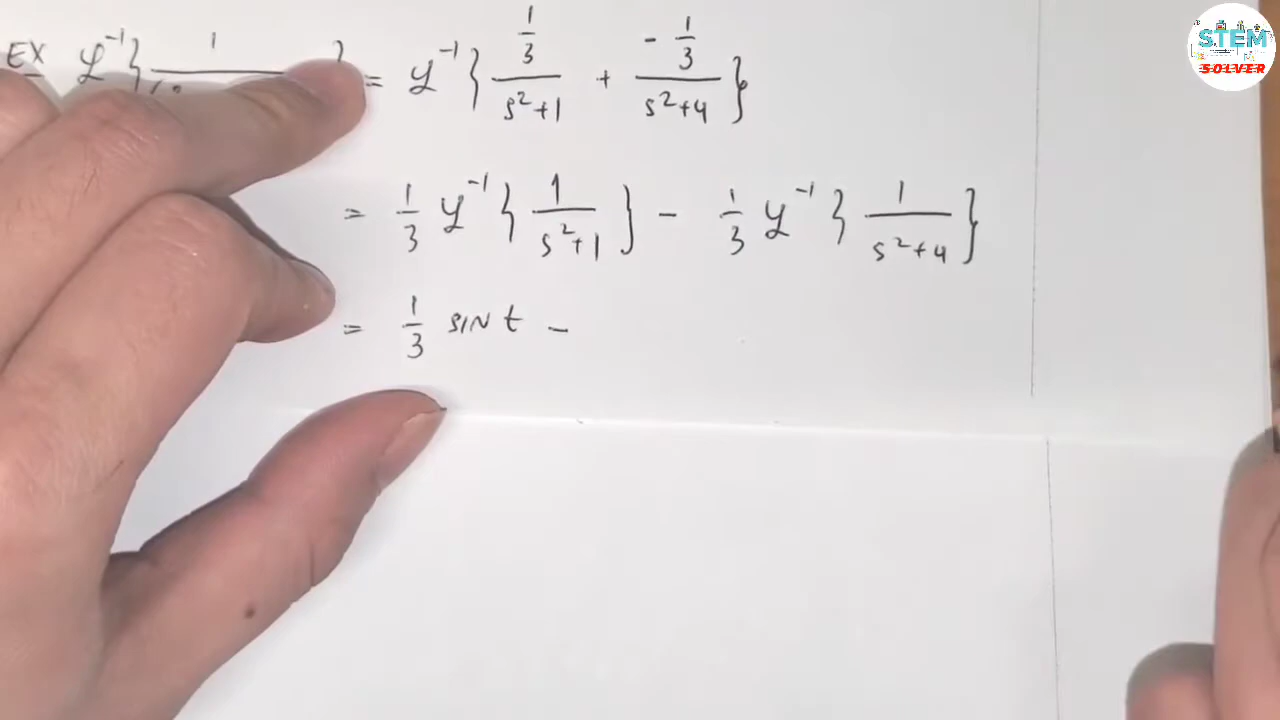 EX ℒ⁻¹{ 1 / (s } = ℒ⁻¹{ (1/3)/(s²+1) + (-1/3)/(s²+4) }
= 1/3 ℒ⁻¹{ 1/(s²+1) } - 1/3 ℒ⁻¹{ 1/(s²+4) }
= 1/3 SIN t -
STEM
SOLVER